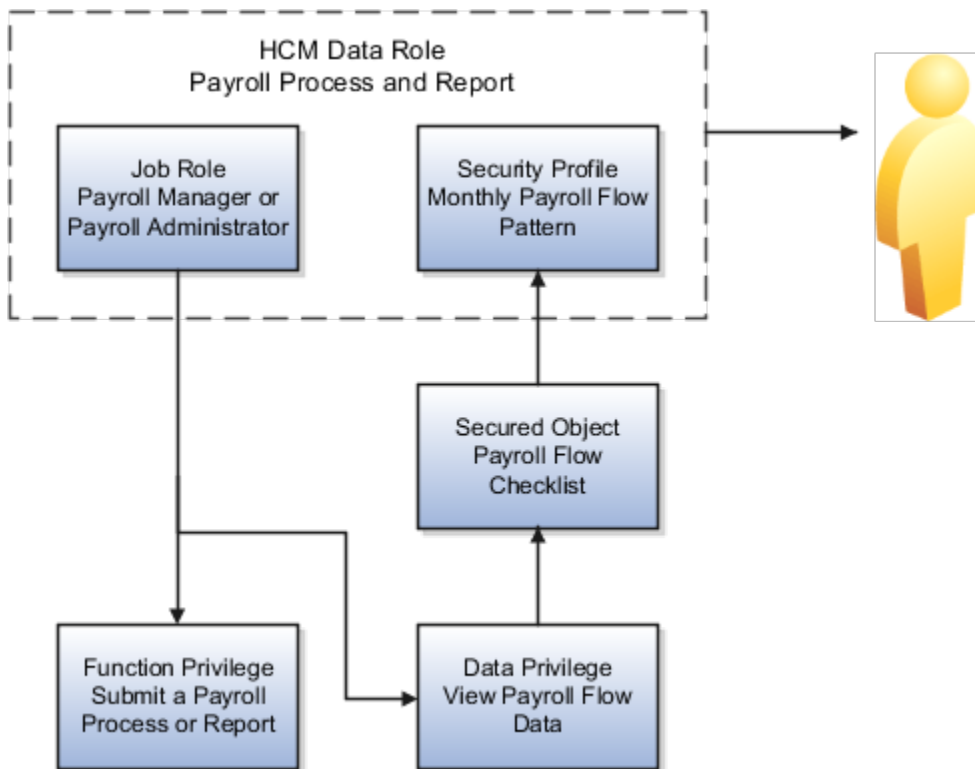 HCM Data Role
Payroll Process and Report
Job Role
Payroll Manager or
Payroll Administrator
Security Profile
Monthly Payroll Flow
Pattern
Secured Object
Payroll Flow
Checklist
Function Privilege
Submit a Payroll
Process or Report
Data Privilege
View Payroll Flow
Data